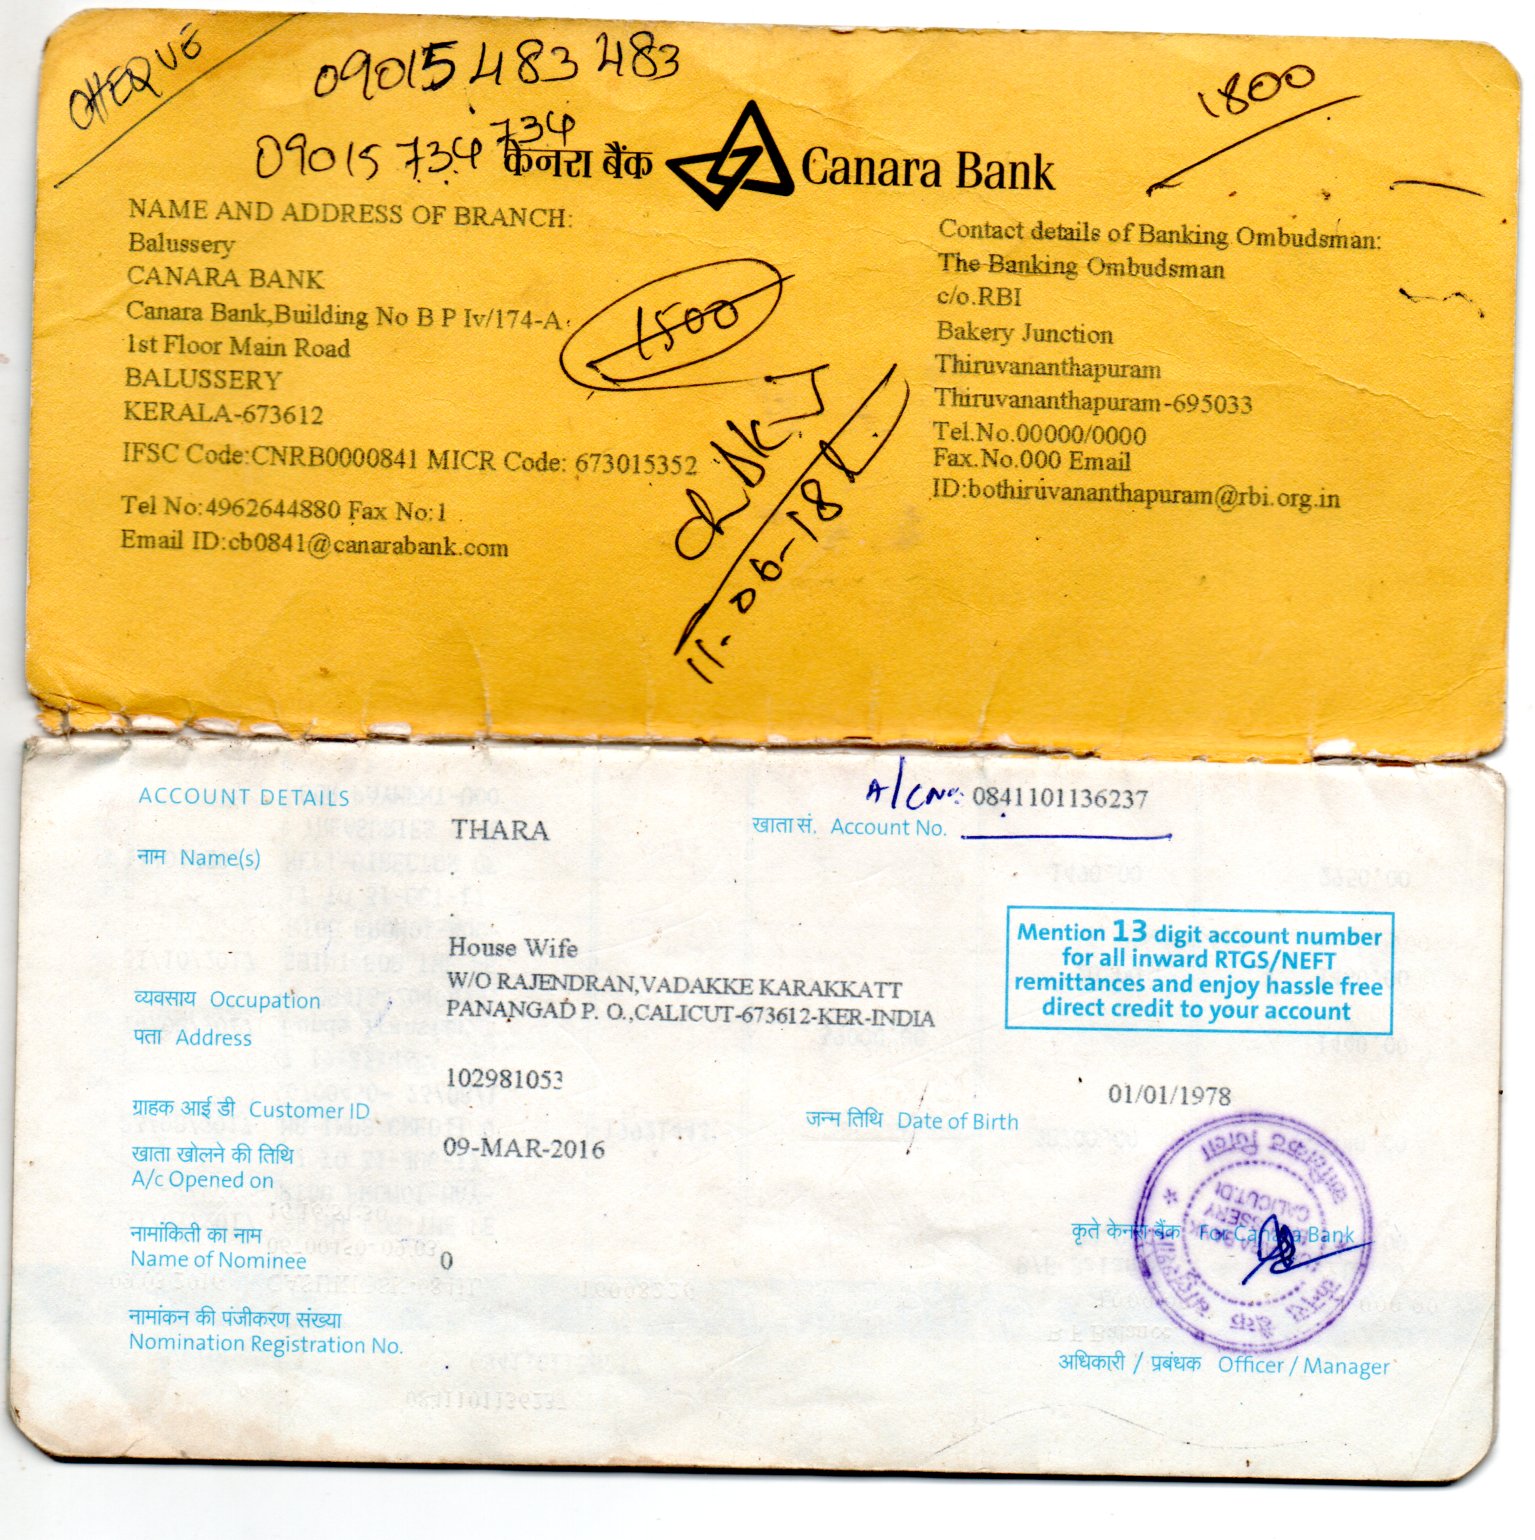 CHEQUE
09015 483 483
1800
09015 734 734
केनरा बैंक Canara Bank
NAME AND ADDRESS OF BRANCH:
Balussery
CANARA BANK
Canara Bank,Building No B P Iv/174-A
1st Floor Main Road
BALUSSERY
KERALA-673612
IFSC Code:CNRB0000841 MICR Code: 673015352
Tel No:4962644880 Fax No:1
Email ID:cb0841@canarabank.com
1500
11.06-18
Contact details of Banking Ombudsman:
The Banking Ombudsman
c/o.RBI
Bakery Junction
Thiruvananthapuram
Thiruvananthapuram-695033
Tel.No.00000/0000
Fax.No.000 Email
ID:bothiruvananthapuram@rbi.org.in
ACCOUNT DETAILS
THARA
नाम Name(s)
A/C No: 0841101136237
खाता सं. Account No.
Mention 13 digit account number
for all inward RTGS/NEFT
remittances and enjoy hassle free
direct credit to your account
House Wife
व्यवसाय Occupation
W/O RAJENDRAN,VADAKKE KARAKKATT
PANANGAD P. O.,CALICUT-673612-KER-INDIA
पता Address
102981053
ग्राहक आई डी Customer ID
01/01/1978
जन्म तिथि Date of Birth
खाता खोलने की तिथि
09-MAR-2016
A/c Opened on
नामांकिती का नाम
Name of Nominee 0
कृते केनरा बैंक For Canara Bank
नामांकन की पंजीकरण संख्या
Nomination Registration No.
अधिकारी / प्रबंधक Officer / Manager